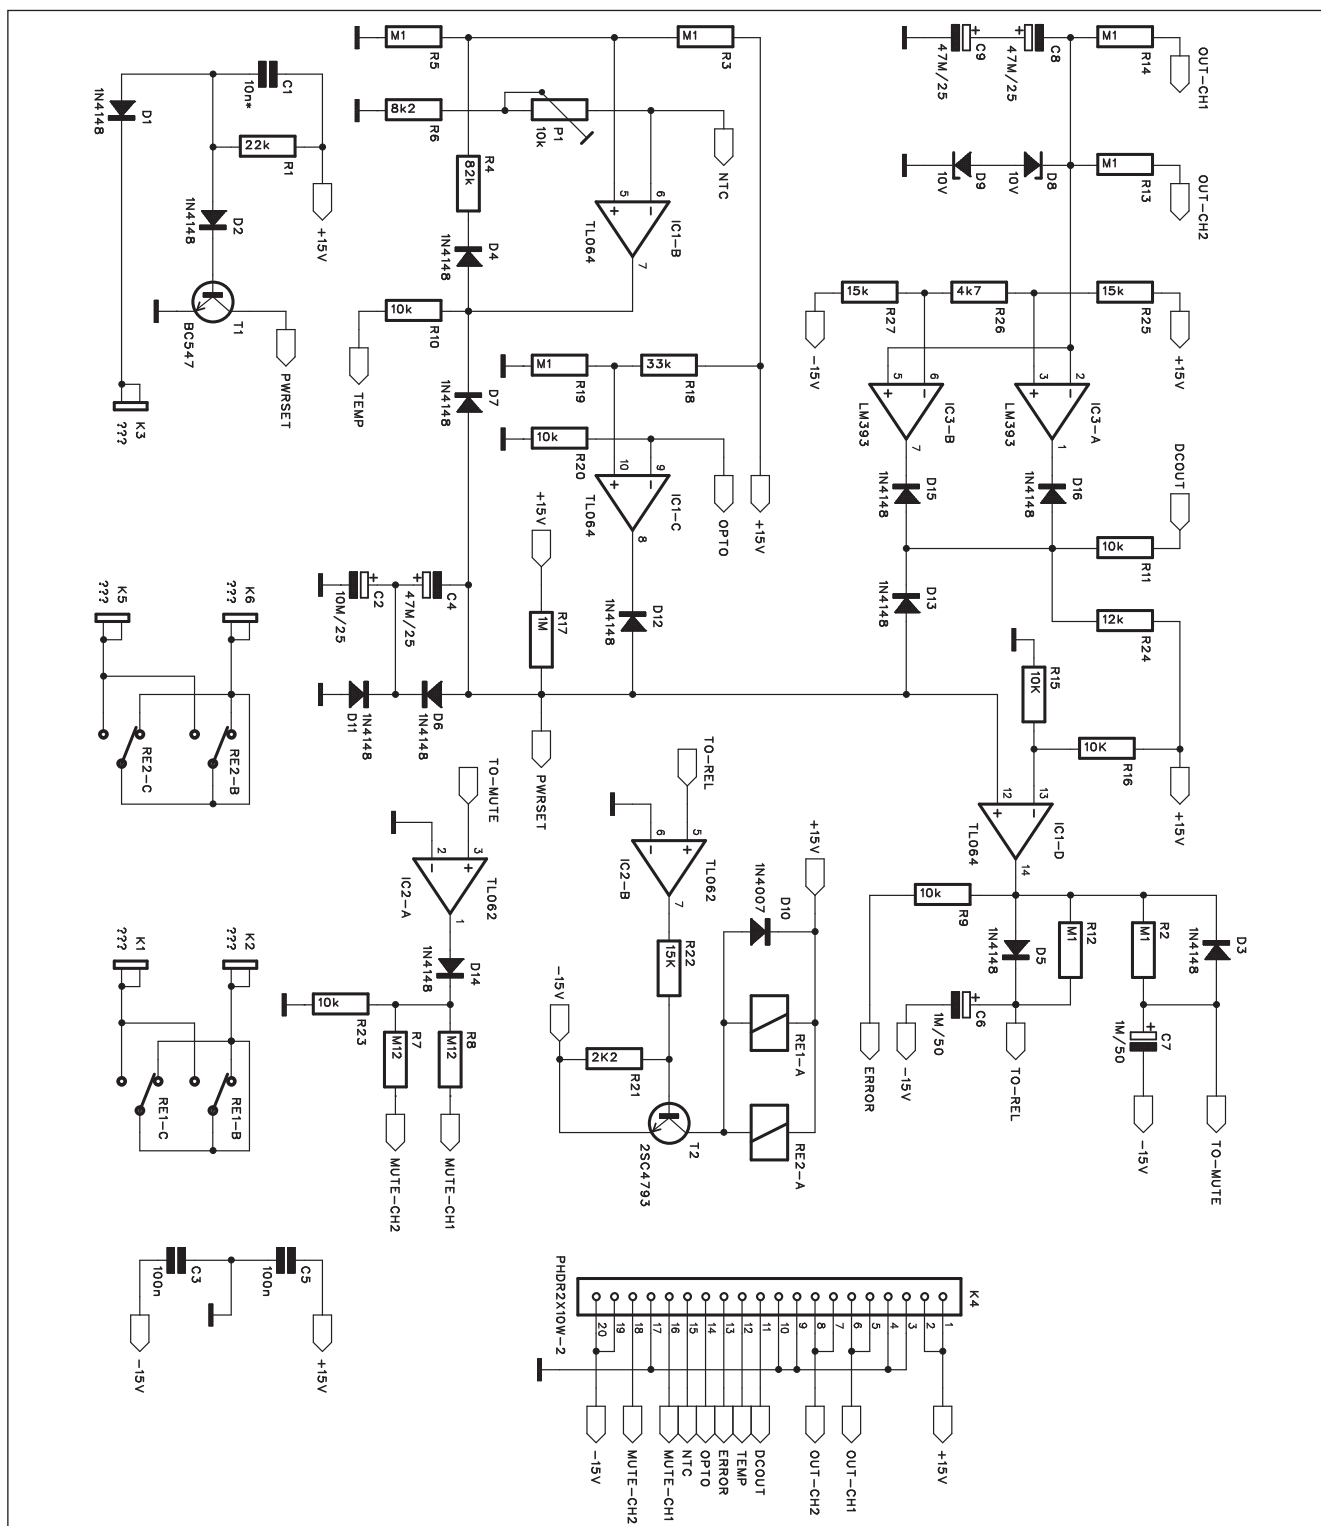 OUT-CH1
M1
R14
C8
47M/25
C9
47M/25
OUT-CH2
M1
R13
D8
10V
D9
10V
+15V
15k
R25
4k7
R26
15k
R27
-15V
2
3
1
IC3-A
LM393
6
5
7
IC3-B
LM393
D16
1N4148
D15
1N4148
DCOUT
10k
R11
12k
R24
D13
1N4148
10K
R15
10K
R16
+15V
13
12
14
IC1-D
TL064
10k
R9
ERROR
D5
1N4148
M1
R12
M1
R2
D3
1N4148
C6
1M/50
-15V
TO-REL
C7
1M/50
-15V
TO-MUTE
M1
R3
M1
R5
8k2
R6
P1
10k
NTC
R4
82k
6
5
7
IC1-B
TL064
D4
1N4148
10k
R10
TEMP
D7
1N4148
M1
R19
33k
R18
10k
R20
9
10
8
IC1-C
TL064
OPTO
+15V
D12
1N4148
+15V
R17
1M
PWRSET
C4
47M/25
C2
10M/25
D6
1N4148
D11
1N4148
C1
10n*
22k
R1
+15V
D1
1N4148
D2
1N4148
T1
BC547
PWRSET
K3
???
K6
???
K5
???
RE2-B
RE2-C
K2
???
K1
???
RE1-B
RE1-C
TO-MUTE
3
2
1
TL062
IC2-A
D14
1N4148
10k
R23
M12
R7
M12
R8
MUTE-CH2
MUTE-CH1
TO-REL
5
6
7
TL062
IC2-B
R22
15K
-15V
2K2
R21
T2
2SC4793
+15V
D10
1N4007
RE1-A
RE2-A
C5
100n
C3
100n
+15V
-15V
K4
PHDR2X10W-2
1
2
3
4
5
6
7
8
9
10
11
12
13
14
15
16
17
18
19
20
+15V
OUT-CH1
OUT-CH2
DCOUT
TEMP
ERROR
OPTO
NTC
MUTE-CH1
MUTE-CH2
-15V